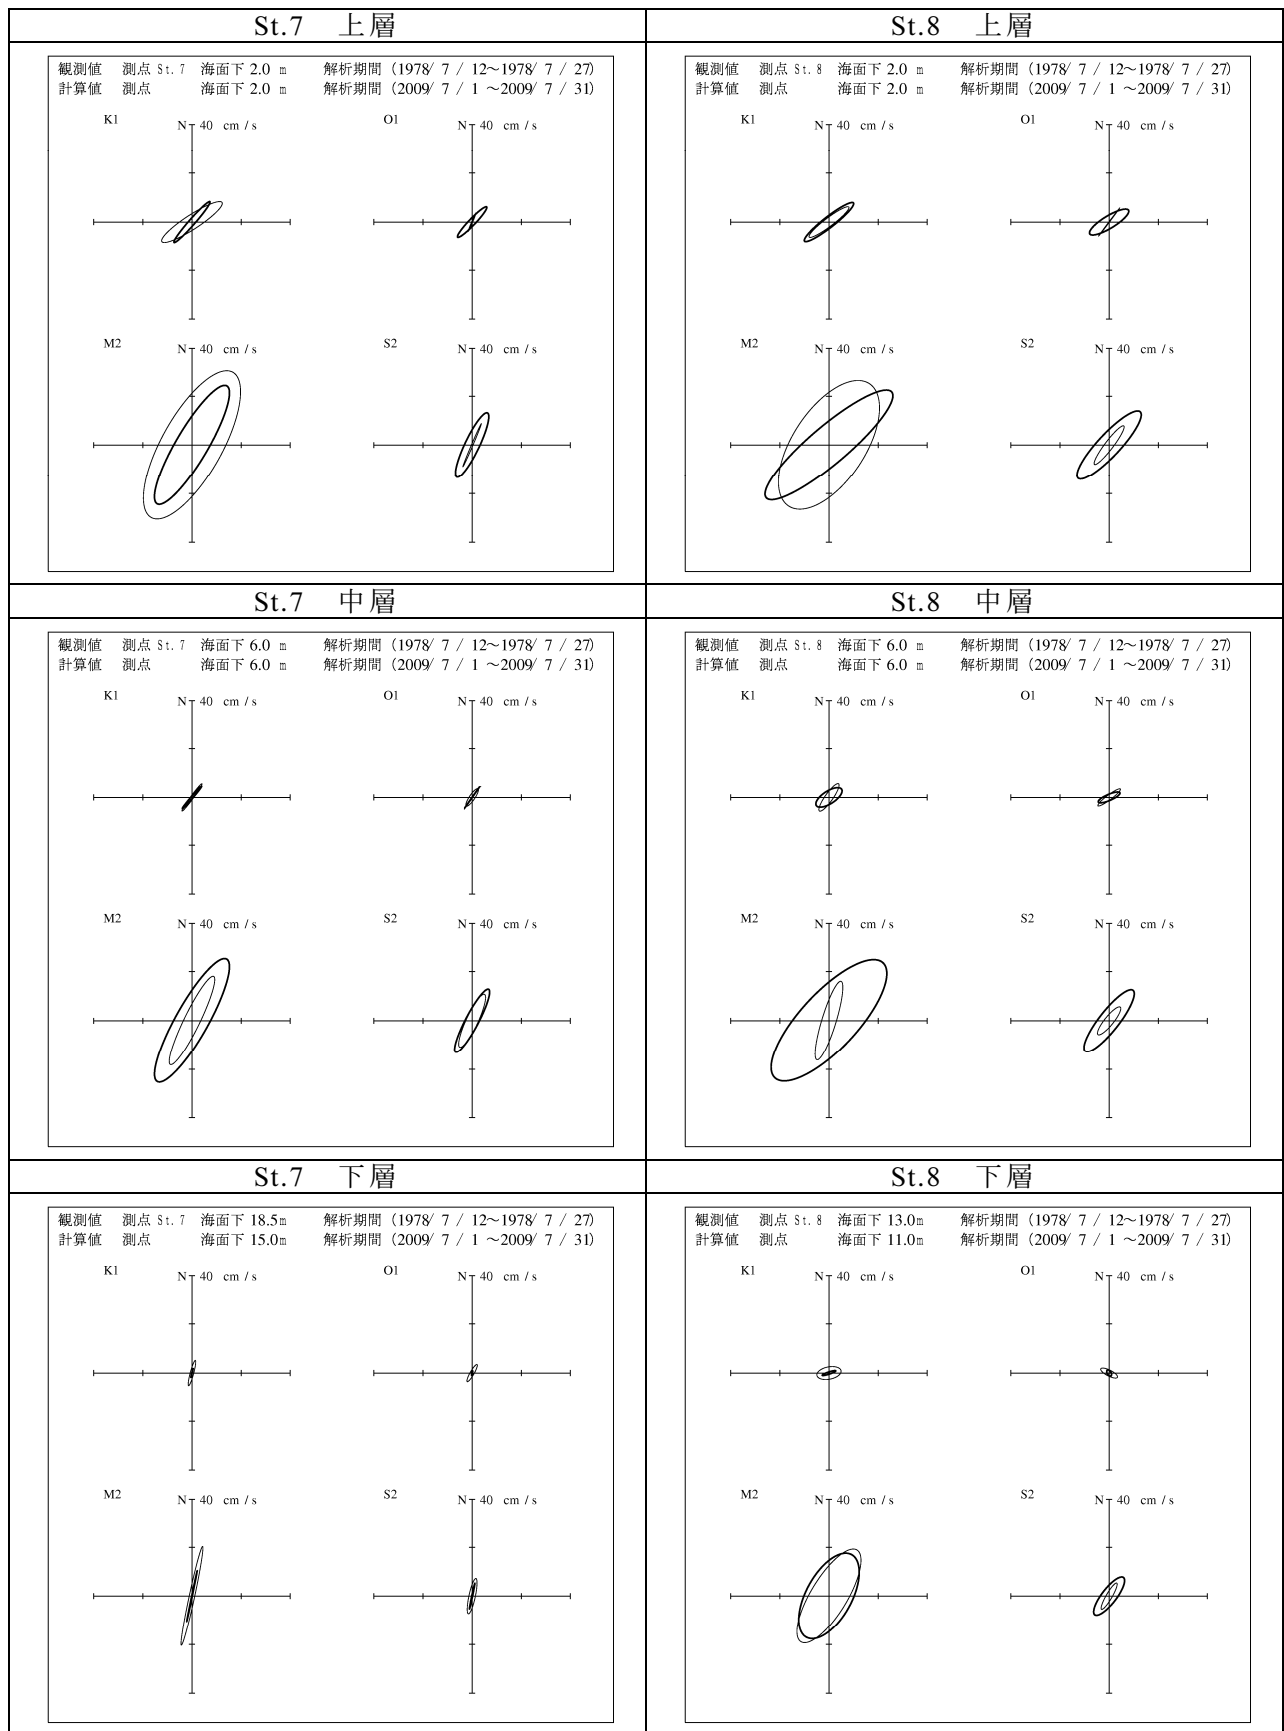 St.7 上層
観測値 測点 St.7 海面下 2.0 m 解析期間 (1978/ 7 / 12～1978/ 7 / 27)
計算値 測点 海面下 2.0 m 解析期間 (2009/ 7 / 1 ～2009/ 7 / 31)
K1 N 40 cm / s
O1 N 40 cm / s
M2 N 40 cm / s
S2 N 40 cm / s
St.8 上層
観測値 測点 St.8 海面下 2.0 m 解析期間 (1978/ 7 / 12～1978/ 7 / 27)
計算値 測点 海面下 2.0 m 解析期間 (2009/ 7 / 1 ～2009/ 7 / 31)
K1 N 40 cm / s
O1 N 40 cm / s
M2 N 40 cm / s
S2 N 40 cm / s
St.7 中層
観測値 測点 St.7 海面下 6.0 m 解析期間 (1978/ 7 / 12～1978/ 7 / 27)
計算値 測点 海面下 6.0 m 解析期間 (2009/ 7 / 1 ～2009/ 7 / 31)
K1 N 40 cm / s
O1 N 40 cm / s
M2 N 40 cm / s
S2 N 40 cm / s
St.8 中層
観測値 測点 St.8 海面下 6.0 m 解析期間 (1978/ 7 / 12～1978/ 7 / 27)
計算値 測点 海面下 6.0 m 解析期間 (2009/ 7 / 1 ～2009/ 7 / 31)
K1 N 40 cm / s
O1 N 40 cm / s
M2 N 40 cm / s
S2 N 40 cm / s
St.7 下層
観測値 測点 St.7 海面下 18.5m 解析期間 (1978/ 7 / 12～1978/ 7 / 27)
計算値 測点 海面下 15.0m 解析期間 (2009/ 7 / 1 ～2009/ 7 / 31)
K1 N 40 cm / s
O1 N 40 cm / s
M2 N 40 cm / s
S2 N 40 cm / s
St.8 下層
観測値 測点 St.8 海面下 13.0m 解析期間 (1978/ 7 / 12～1978/ 7 / 27)
計算値 測点 海面下 11.0m 解析期間 (2009/ 7 / 1 ～2009/ 7 / 31)
K1 N 40 cm / s
O1 N 40 cm / s
M2 N 40 cm / s
S2 N 40 cm / s